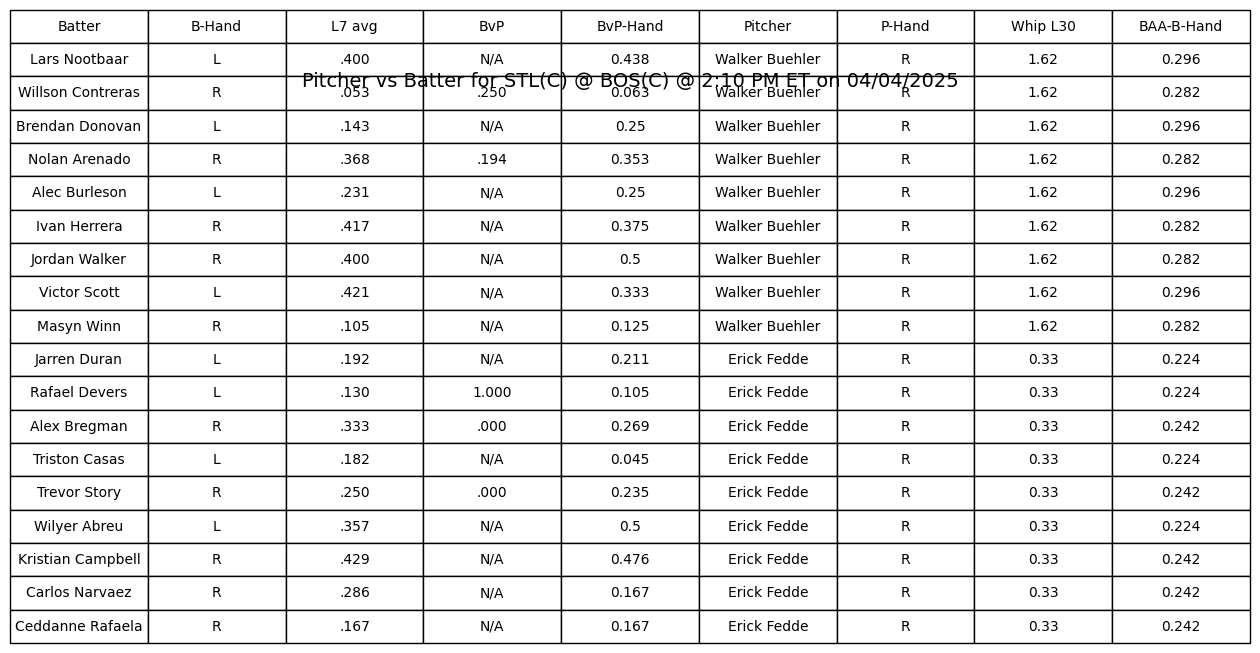 Batter B-Hand L7 avg BvP BvP-Hand Pitcher P-Hand Whip L30 BAA-B-Hand
Lars Nootbaar L .400 N/A 0.438 Walker Buehler R 1.62 0.296
Pitcher vs Batter for STL(C) @ BOS(C) @ 2:10 PM ET on 04/04/2025
Willson Contreras R .053 .250 0.063 Walker Buehler R 1.62 0.282
Brendan Donovan L .143 N/A 0.25 Walker Buehler R 1.62 0.296
Nolan Arenado R .368 .194 0.353 Walker Buehler R 1.62 0.282
Alec Burleson L .231 N/A 0.25 Walker Buehler R 1.62 0.296
Ivan Herrera R .417 N/A 0.375 Walker Buehler R 1.62 0.282
Jordan Walker R .400 N/A 0.5 Walker Buehler R 1.62 0.282
Victor Scott L .421 N/A 0.333 Walker Buehler R 1.62 0.296
Masyn Winn R .105 N/A 0.125 Walker Buehler R 1.62 0.282
Jarren Duran L .192 N/A 0.211 Erick Fedde R 0.33 0.224
Rafael Devers L .130 1.000 0.105 Erick Fedde R 0.33 0.224
Alex Bregman R .333 .000 0.269 Erick Fedde R 0.33 0.242
Triston Casas L .182 N/A 0.045 Erick Fedde R 0.33 0.224
Trevor Story R .250 .000 0.235 Erick Fedde R 0.33 0.242
Wilyer Abreu L .357 N/A 0.5 Erick Fedde R 0.33 0.224
Kristian Campbell R .429 N/A 0.476 Erick Fedde R 0.33 0.242
Carlos Narvaez R .286 N/A 0.167 Erick Fedde R 0.33 0.242
Ceddanne Rafaela R .167 N/A 0.167 Erick Fedde R 0.33 0.242